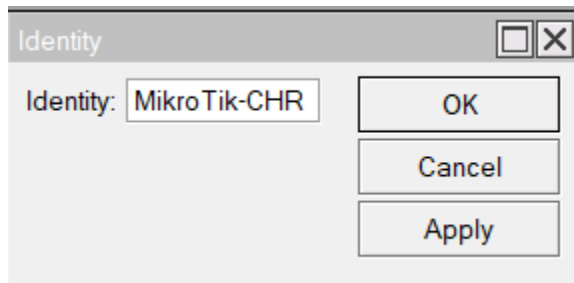 Identity
Identity: MikroTik-CHR
OK
Cancel
Apply